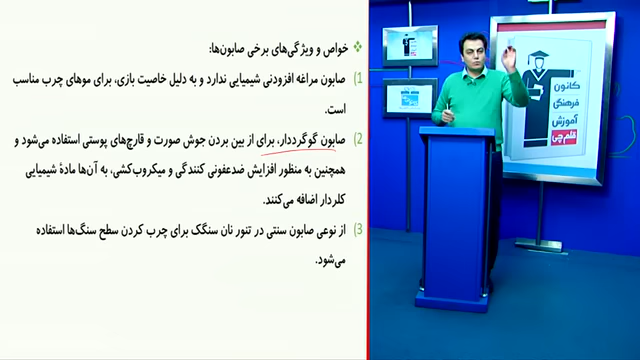 ❖ خواص و ویژگی‌های برخی صابون‌ها:
1) صابون مراغه افزودنی شیمیایی ندارد و به دلیل خاصیت بازی، برای موهای چرب مناسب
است.
2) صابون گوگرددار، برای از بین بردن جوش صورت و قارچ‌های پوستی استفاده می‌شود و
همچنین به منظور افزایش ضدعفونی کنندگی و میکروب‌کشی، به آن‌ها مادهٔ شیمیایی
کلردار اضافه می‌کنند.
3) از نوعی صابون سنتی در تنور نان سنگک برای چرب کردن سطح سنگ‌ها استفاده
می‌شود.
کانون
فرهنگی
آموزش
قلم‌چی